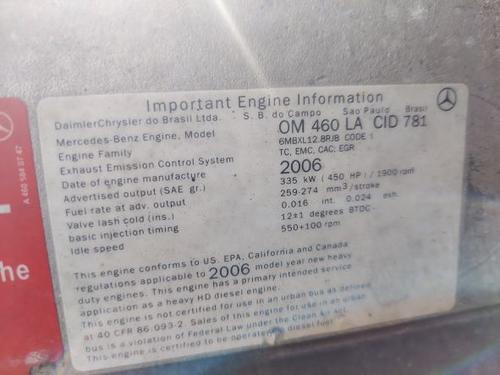 Important Engine Information
DaimlerChrysler do Brasil Ltda. S. B. do Campo Sao Paulo Brasil
Mercedes-Benz Engine, Model OM 460 LA CID 781
Engine Family 6MBXL12.8RJB CODE 1
Exhaust Emission Control System TC, EMC, CAC, EGR
Date of engine manufacture 2006
Advertised output (SAE gr.) 335 kW (450 HP) / 1900 rpm
Fuel rate at adv. output 259-274 mm3/stroke
Valve lash cold (ins.) 0.016 int. 0.024 exh.
basic injection timing 12±1 degrees BTDC
Idle speed 550+100 rpm
This engine conforms to US. EPA, California and Canada
regulations applicable to 2006 model year new heavy
duty engines. This engine has a primary intended service
application as a heavy HD diesel engine.
This engine is not certified for use in an urban bus as defined
at 40 CFR 86.093-2. Sales of this engine for use in an urban
bus is a violation of Federal Law under the Clean Air Act.
This engine is certified to be operated on diesel fuel
A 460 584 07 47
he